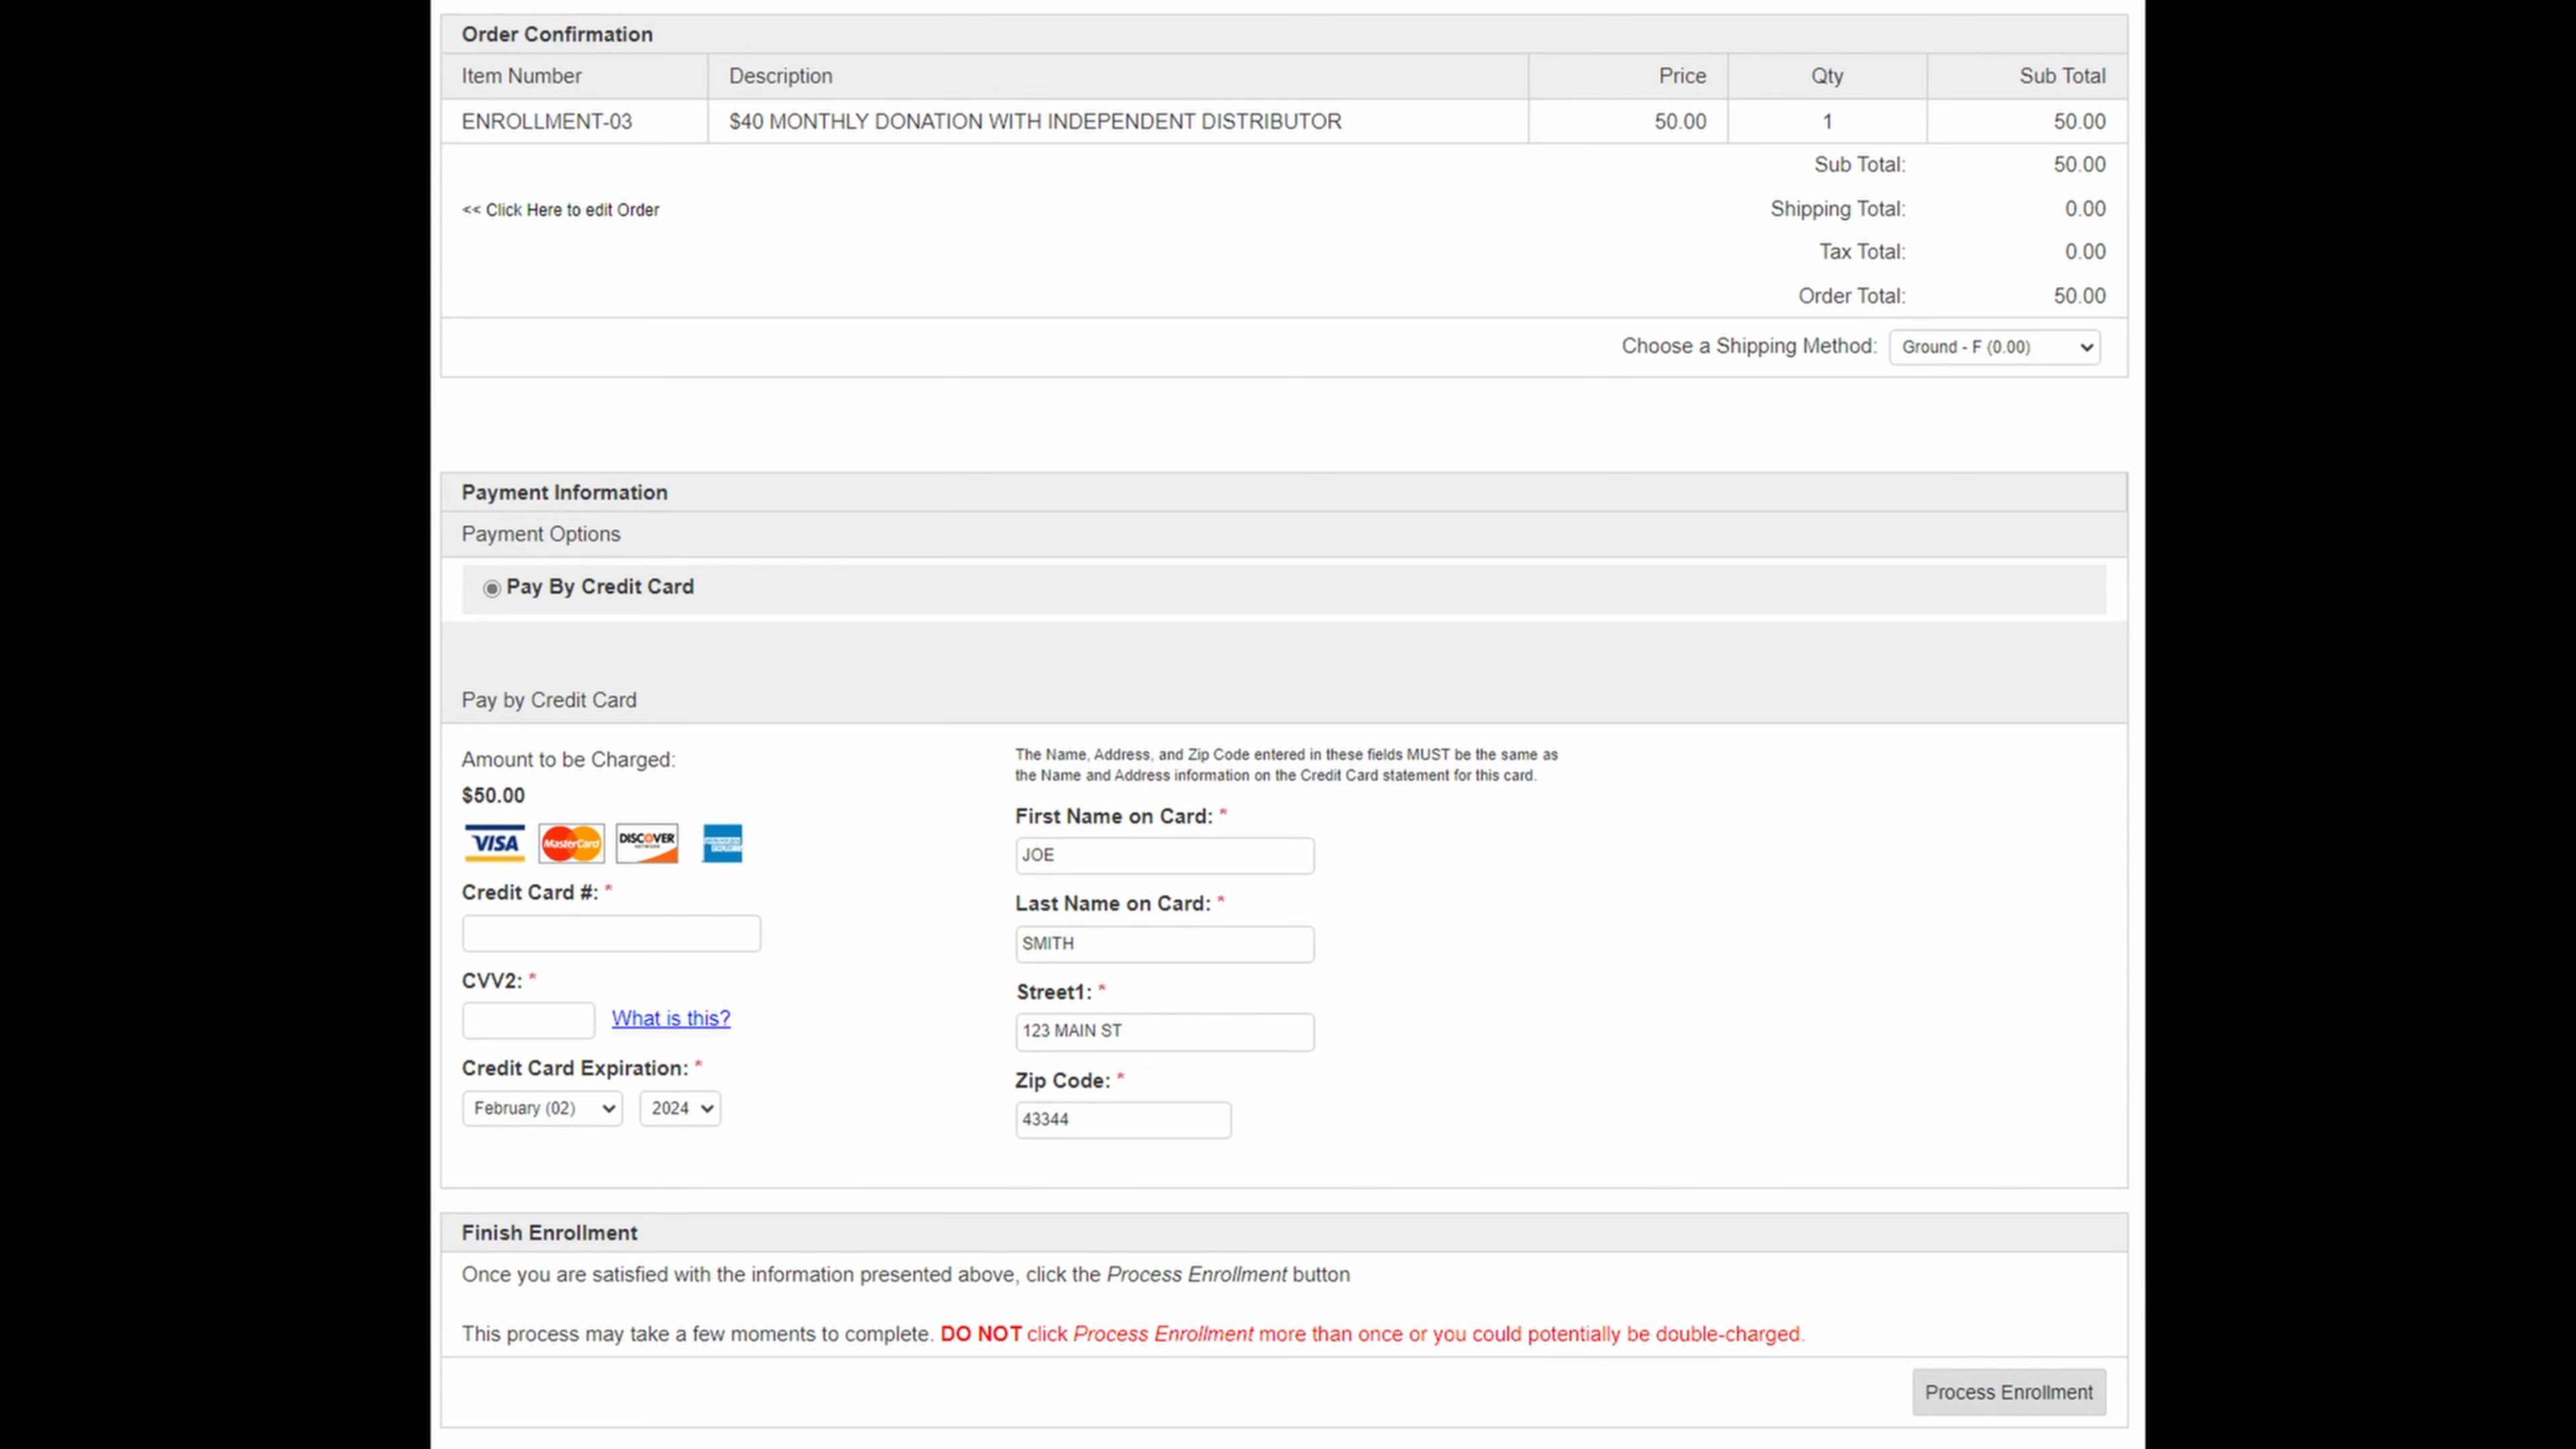 Order Confirmation
Item Number Description Price Qty Sub Total
ENROLLMENT-03 $40 MONTHLY DONATION WITH INDEPENDENT DISTRIBUTOR 50.00 1 50.00
Sub Total: 50.00
<< Click Here to edit Order Shipping Total: 0.00
Tax Total: 0.00
Order Total: 50.00
Choose a Shipping Method: Ground - F (0.00)
Payment Information
Payment Options
Pay By Credit Card
Pay by Credit Card
Amount to be Charged:
$50.00
VISA MasterCard DISCOVER NETWORK AMERICAN EXPRESS
Credit Card #: *
CVV2: *
What is this?
Credit Card Expiration: *
February (02) 2024
The Name, Address, and Zip Code entered in these fields MUST be the same as
the Name and Address information on the Credit Card statement for this card.
First Name on Card: *
JOE
Last Name on Card: *
SMITH
Street1: *
123 MAIN ST
Zip Code: *
43344
Finish Enrollment
Once you are satisfied with the information presented above, click the Process Enrollment button
This process may take a few moments to complete. DO NOT click Process Enrollment more than once or you could potentially be double-charged.
Process Enrollment